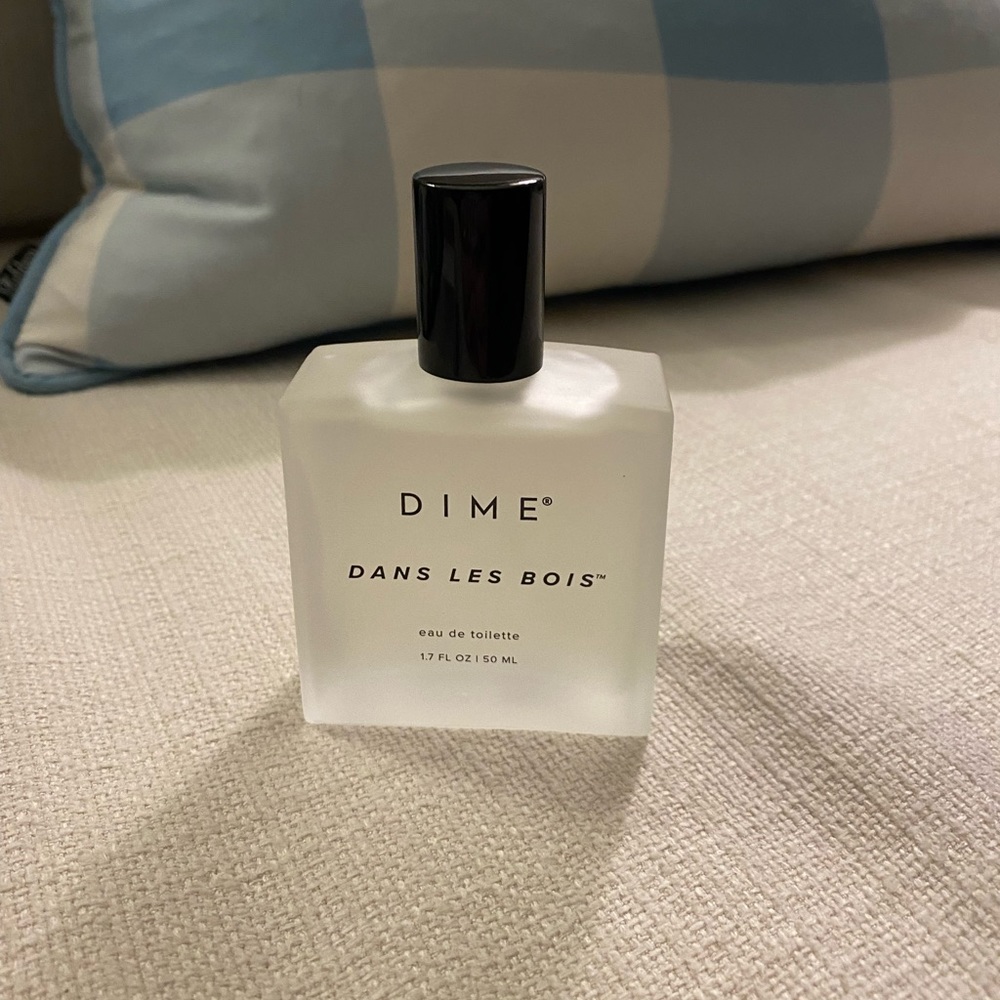 DIME®
DANS LES BOIS™
eau de toilette
1.7 FL OZ | 50 ML